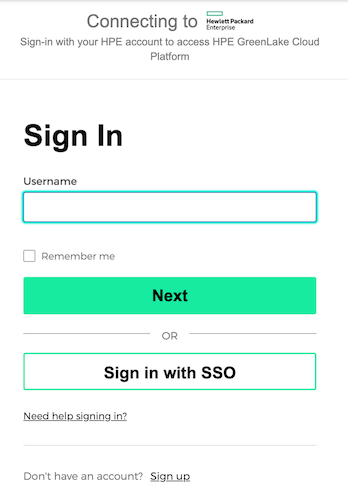 Connecting to Hewlett Packard
Enterprise
Sign-in with your HPE account to access HPE GreenLake Cloud
Platform
Sign In
Username
Remember me
Next
OR
Sign in with SSO
Need help signing in?
Don't have an account? Sign up